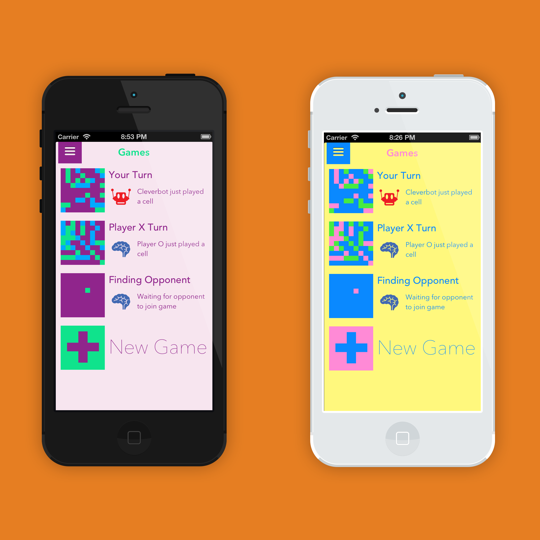 Carrier 8:53 PM
Games
Your Turn
Cleverbot just played
a cell
Player X Turn
Player O just played a
cell
Finding Opponent
Waiting for opponent
to join game
New Game
Carrier 8:26 PM
Games
Your Turn
Cleverbot just played
a cell
Player X Turn
Player O just played a
cell
Finding Opponent
Waiting for opponent
to join game
New Game